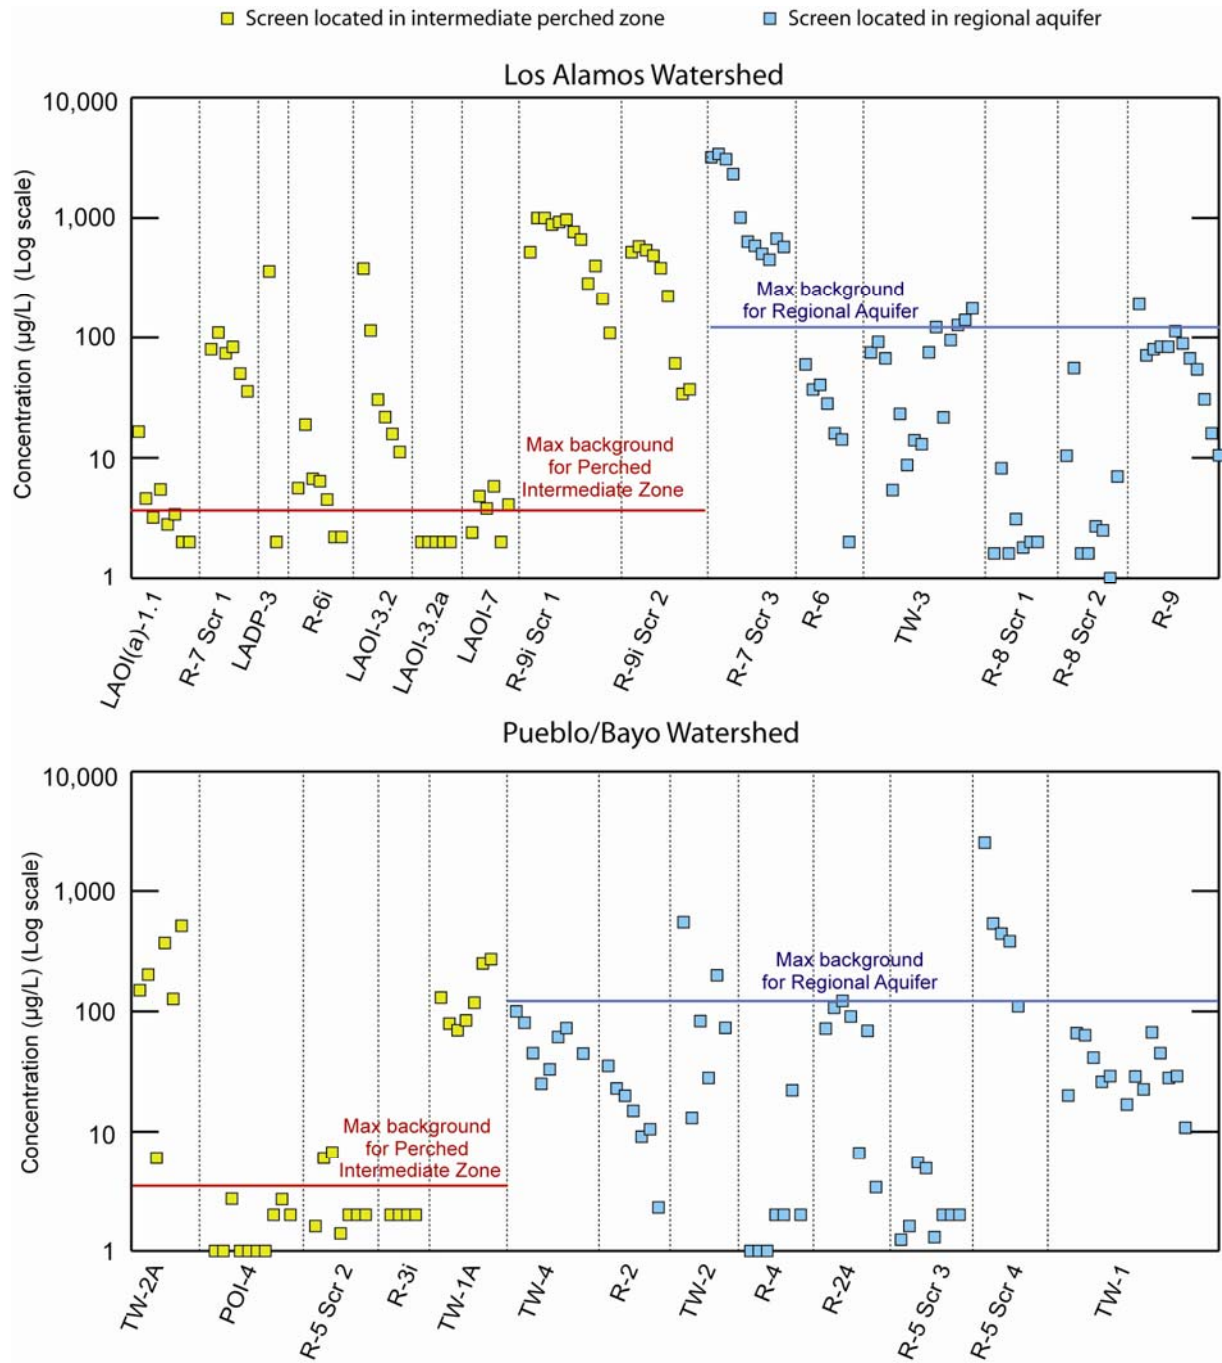 Screen located in intermediate perched zone
Screen located in regional aquifer
Los Alamos Watershed
Concentration (µg/L) (Log scale)
10,000
1,000
100
10
1
Max background
for Regional Aquifer
Max background
for Perched
Intermediate Zone
LAOI(a)-1.1
R-7 Scr 1
LADP-3
R-6i
LAOI-3.2
LAOI-3.2a
LAOI-7
R-9i Scr 1
R-9i Scr 2
R-7 Scr 3
R-6
TW-3
R-8 Scr 1
R-8 Scr 2
R-9
Pueblo/Bayo Watershed
Concentration (µg/L) (Log scale)
10,000
1,000
100
10
1
Max background
for Regional Aquifer
Max background
for Perched
Intermediate Zone
TW-2A
POI-4
R-5 Scr 2
R-3i
TW-1A
TW-4
R-2
TW-2
R-4
R-24
R-5 Scr 3
R-5 Scr 4
TW-1